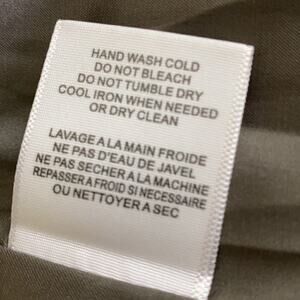 HAND WASH COLD
DO NOT BLEACH
DO NOT TUMBLE DRY
COOL IRON WHEN NEEDED
OR DRY CLEAN
LAVAGE A LA MAIN FROIDE
NE PAS D'EAU DE JAVEL
NE PAS SECHER A LA MACHINE
REPASSER A FROID SI NECESSAIRE
OU NETTOYER A SEC